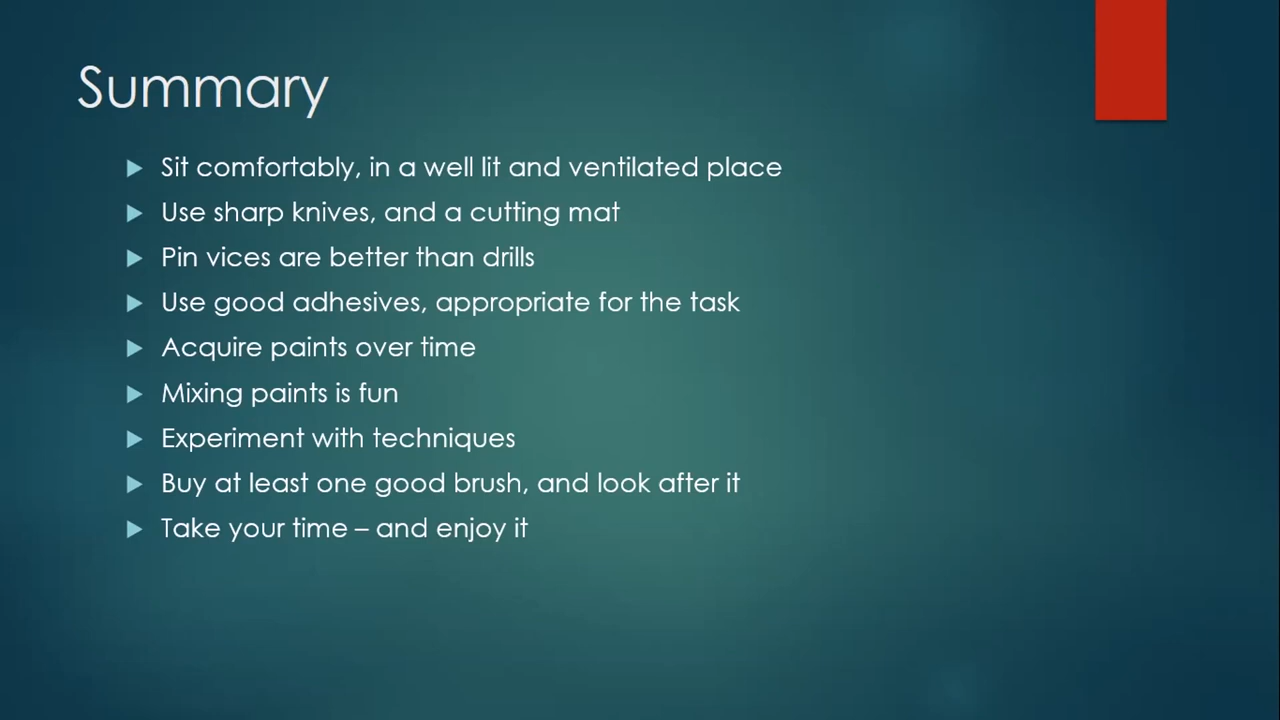 Summary
Sit comfortably, in a well lit and ventilated place
Use sharp knives, and a cutting mat
Pin vices are better than drills
Use good adhesives, appropriate for the task
Acquire paints over time
Mixing paints is fun
Experiment with techniques
Buy at least one good brush, and look after it
Take your time – and enjoy it